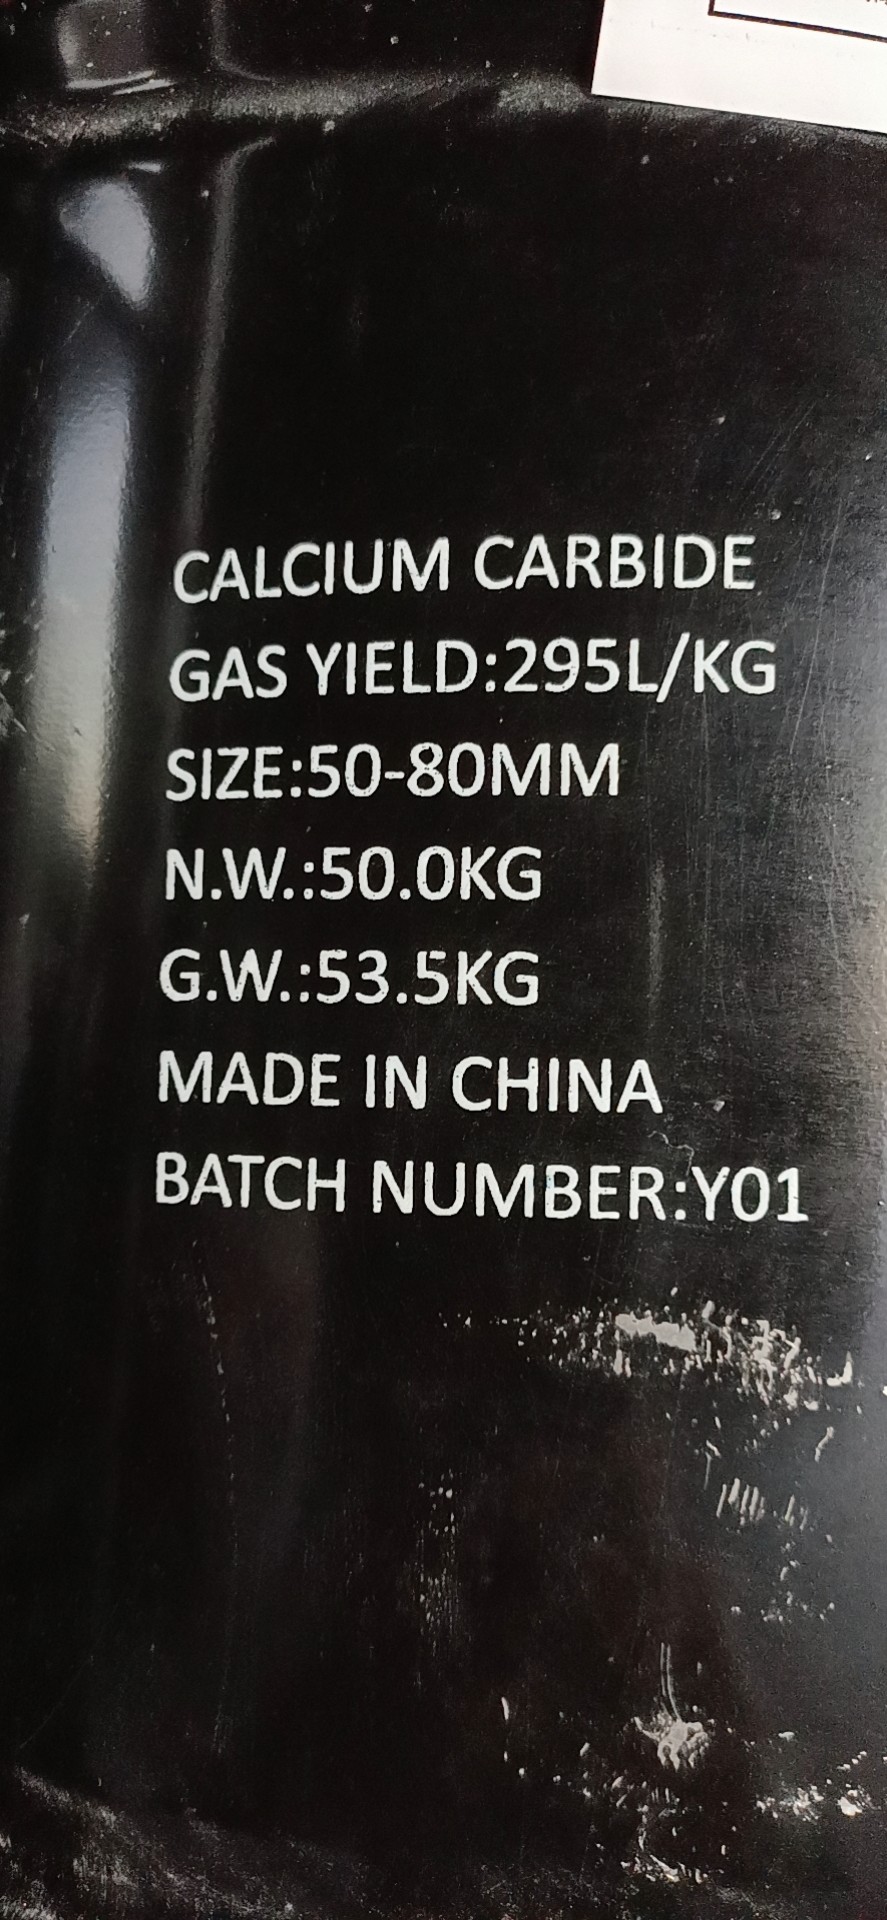 CALCIUM CARBIDE
GAS YIELD:295L/KG
SIZE:50-80MM
N.W.:50.0KG
G.W.:53.5KG
MADE IN CHINA
BATCH NUMBER:Y01